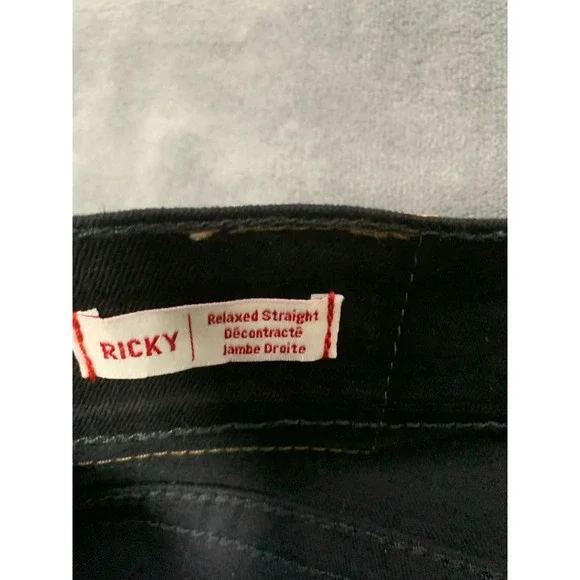 RICKY
Relaxed Straight
Décontracté
Jambe Droite